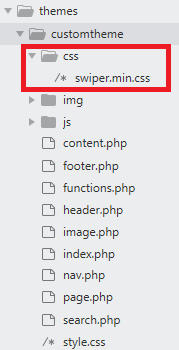 themes
customtheme
css
/* swiper.min.css
img
js
content.php
footer.php
functions.php
header.php
image.php
index.php
nav.php
page.php
search.php
/* style.css